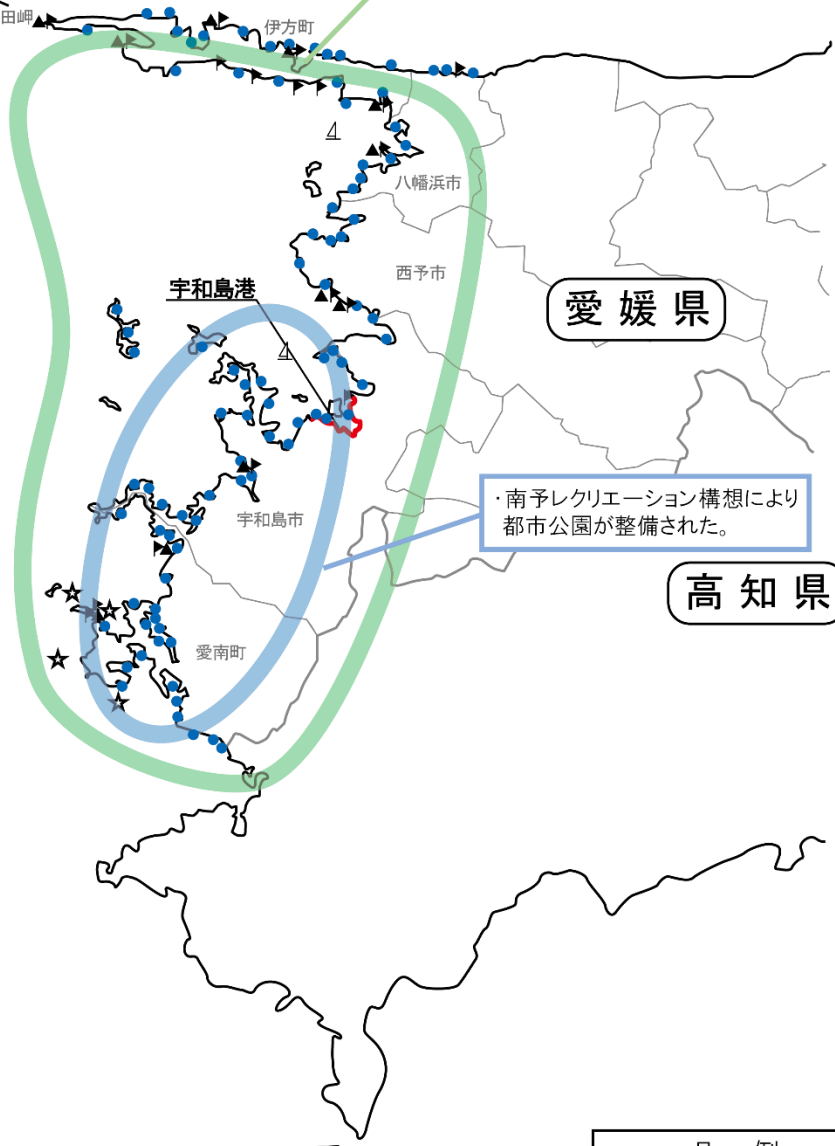 田岬
伊方町
八幡浜市
西予市
宇和島港
愛媛県
・南予レクリエーション構想により
都市公園が整備された。
宇和島市
高知県
愛南町
凡 例